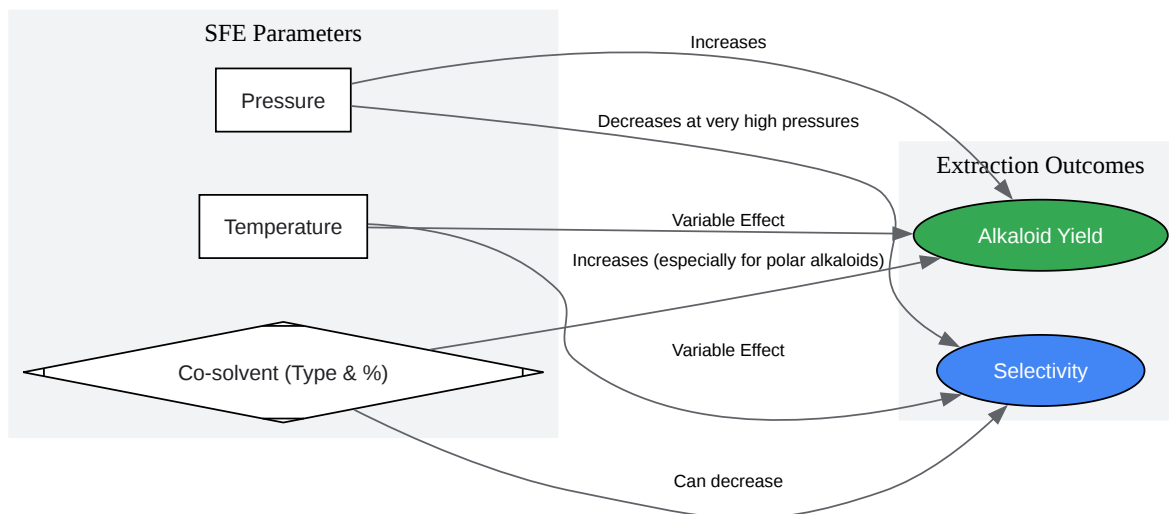 SFE Parameters
Increases
Pressure
Decreases at very high pressures
Extraction Outcomes
Temperature
Variable Effect
Alkaloid Yield
Increases (especially for polar alkaloids)
Variable Effect
Co-solvent (Type & %)
Selectivity
Can decrease